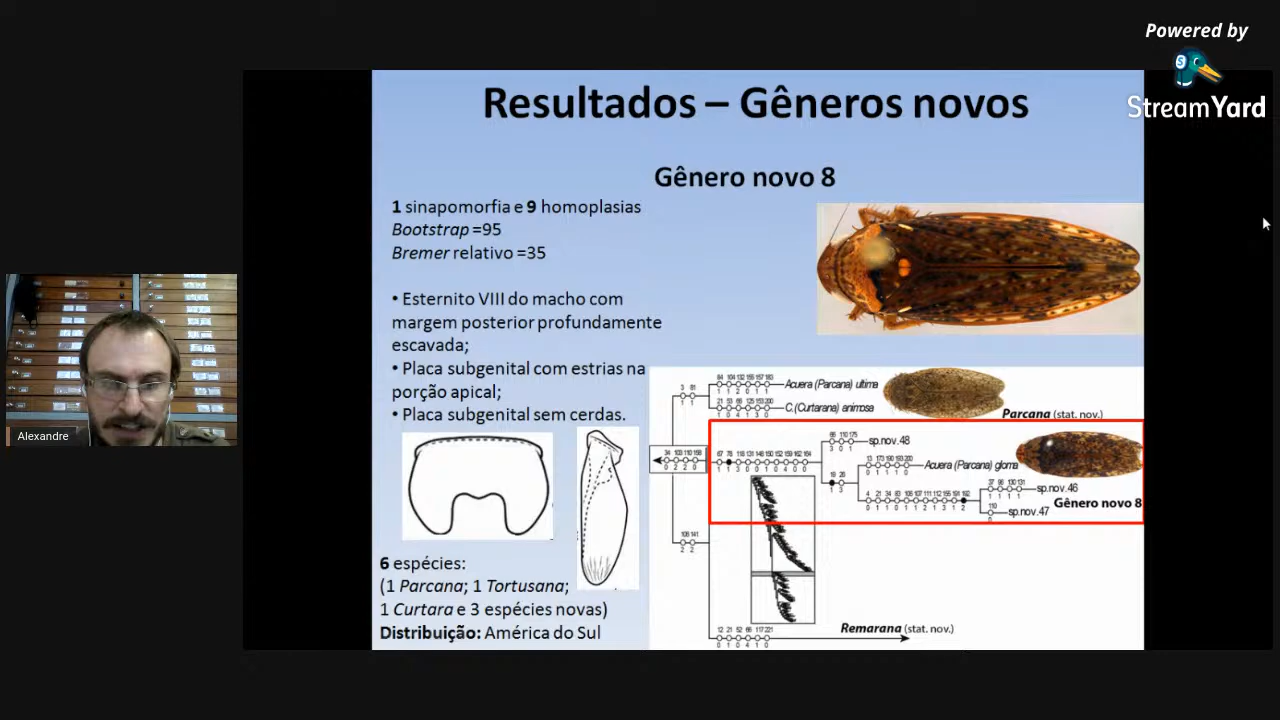 Powered by
StreamYard
Resultados – Gêneros novos
Gênero novo 8
1 sinapomorfia e 9 homoplasias
Bootstrap =95
Bremer relativo =35
• Esternito VIII do macho com
margem posterior profundamente
escavada;
• Placa subgenital com estrias na
porção apical;
• Placa subgenital sem cerdas.
6 espécies:
(1 Parcana; 1 Tortusana;
1 Curtara e 3 espécies novas)
Distribuição: América do Sul
Acuera (Parcana) ultima
C.(Curtarana) animosa
Parcana (stat. nov.)
sp.nov.48
Acuera (Parcana) gloma
sp.nov.46
Gênero novo 8
sp.nov.47
Remarana (stat. nov.)
Alexandre